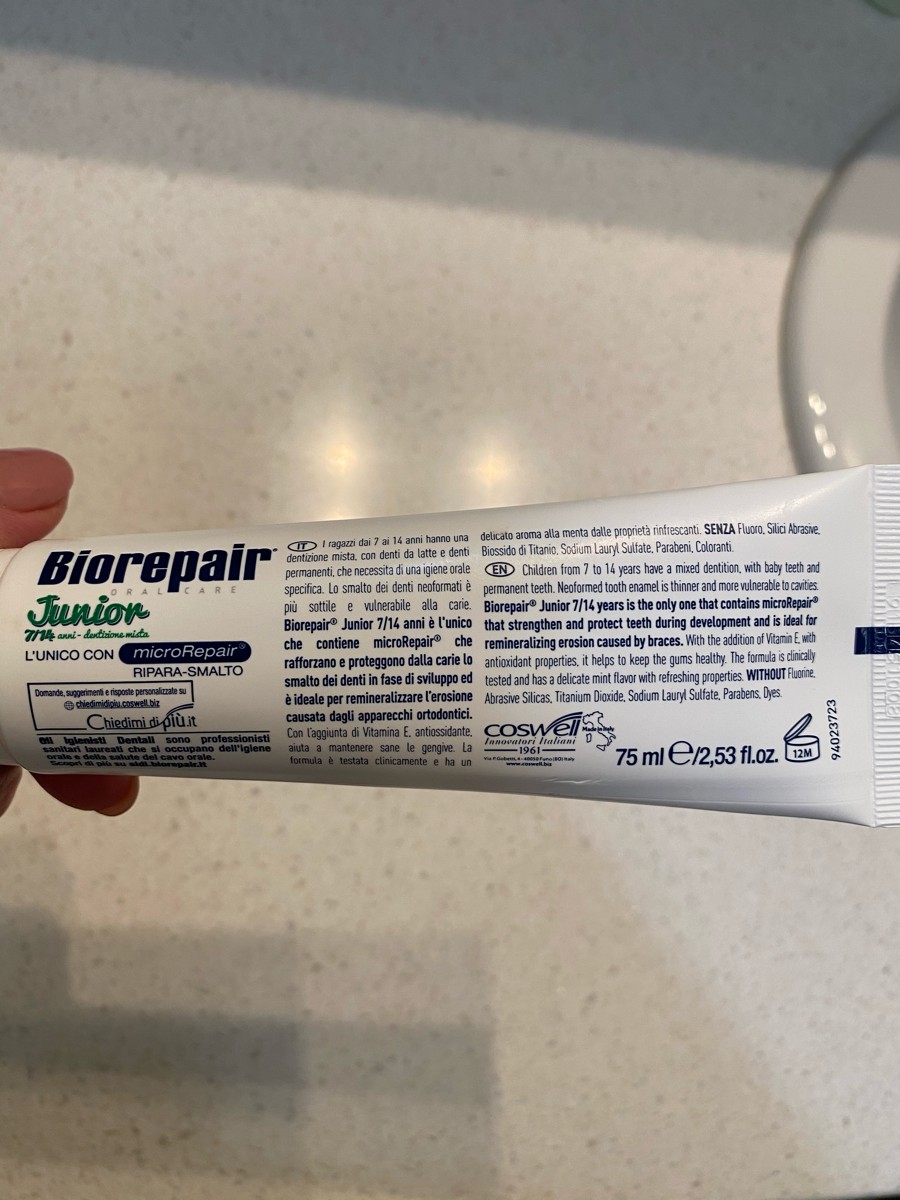 Biorepair®
ORAL CARE
Junior
7/14 anni - dentizione mista
L'UNICO CON microRepair®
RIPARA-SMALTO
Domande, suggerimenti e risposte personalizzate su
chiedimidipiu.coswell.biz
Chiedimi di più.it
Gli Igienisti Dentali sono professionisti
sanitari laureati che si occupano dell'igiene
orale e della salute del cavo orale.
Scopri di più su aidi.biorepair.it
IT I ragazzi dai 7 ai 14 anni hanno una
dentizione mista, con denti da latte e denti
permanenti, che necessita di una igiene orale
specifica. Lo smalto dei denti neoformati è
più sottile e vulnerabile alla carie.
Biorepair® Junior 7/14 anni è l'unico
che contiene microRepair® che
rafforzano e proteggono dalla carie lo
smalto dei denti in fase di sviluppo ed
è ideale per remineralizzare l'erosione
causata dagli apparecchi ortodontici.
Con l'aggiunta di Vitamina E, antiossidante,
aiuta a mantenere sane le gengive. La
formula è testata clinicamente e ha un
delicato aroma alla menta dalle proprietà rinfrescanti. SENZA Fluoro, Silici Abrasive,
Biossido di Titanio, Sodium Lauryl Sulfate, Parabeni, Coloranti.
EN Children from 7 to 14 years have a mixed dentition, with baby teeth and
permanent teeth. Neoformed tooth enamel is thinner and more vulnerable to cavities.
Biorepair® Junior 7/14 years is the only one that contains microRepair®
that strengthen and protect teeth during development and is ideal for
remineralizing erosion caused by braces. With the addition of Vitamin E, with
antioxidant properties, it helps to keep the gums healthy. The formula is clinically
tested and has a delicate mint flavor with refreshing properties. WITHOUT Fluorine,
Abrasive Silicas, Titanium Dioxide, Sodium Lauryl Sulfate, Parabens, Dyes.
coswell
Made in Italy
Innovatori Italiani
1961
Via P.Gobetti, 4 - 40050 Funo (BO) Italy
www.coswell.biz
75 ml e/2,53 fl.oz.
12M
94023723